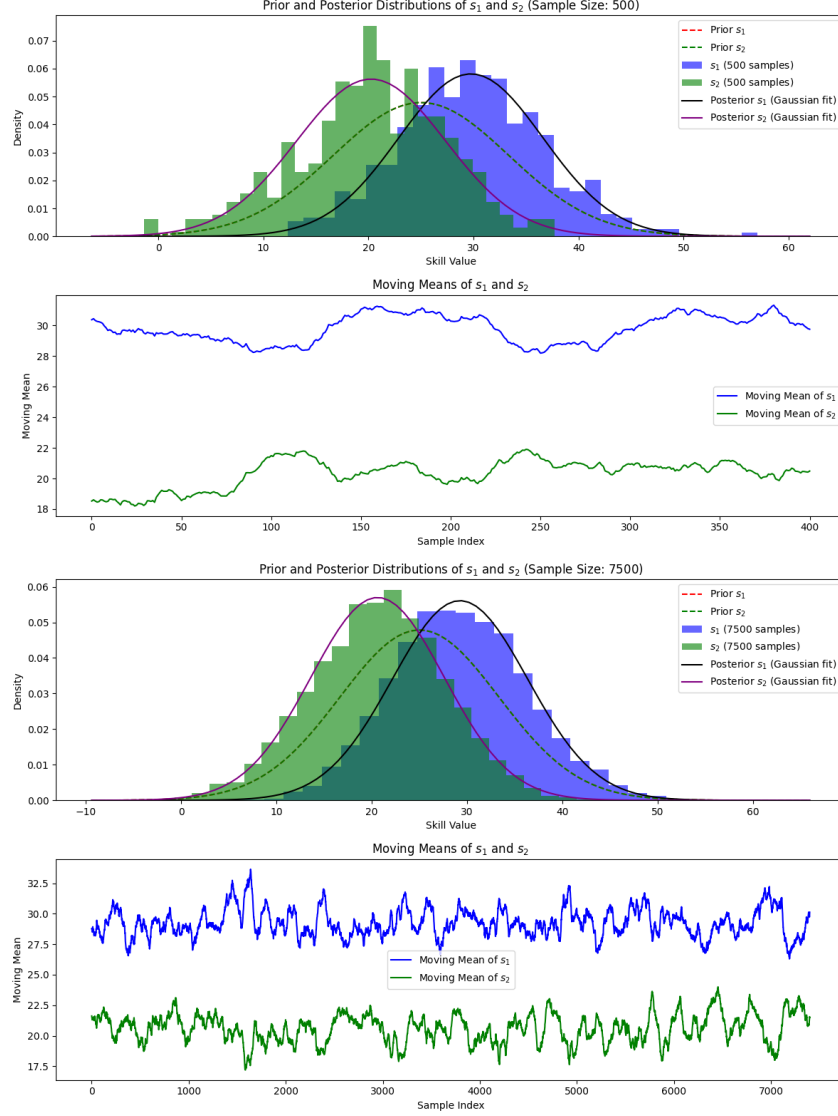 Prior and Posterior Distributions of s₁ and s₂ (Sample Size: 500)
0.07
0.06
0.05
0.04
0.03
0.02
0.01
0.00
Density
Prior s₁
Prior s₂
s₁ (500 samples)
s₂ (500 samples)
Posterior s₁ (Gaussian fit)
Posterior s₂ (Gaussian fit)
0 10 20 30 40 50 60
Skill Value
Moving Means of s₁ and s₂
30
28
26
24
22
20
18
Moving Mean
Moving Mean of s₁
Moving Mean of s₂
0 50 100 150 200 250 300 350 400
Sample Index
Prior and Posterior Distributions of s₁ and s₂ (Sample Size: 7500)
0.06
0.05
0.04
0.03
0.02
0.01
0.00
Density
Prior s₁
Prior s₂
s₁ (7500 samples)
s₂ (7500 samples)
Posterior s₁ (Gaussian fit)
Posterior s₂ (Gaussian fit)
−10 0 10 20 30 40 50 60
Skill Value
Moving Means of s₁ and s₂
32.5
30.0
27.5
25.0
22.5
20.0
17.5
Moving Mean
Moving Mean of s₁
Moving Mean of s₂
0 1000 2000 3000 4000 5000 6000 7000
Sample Index